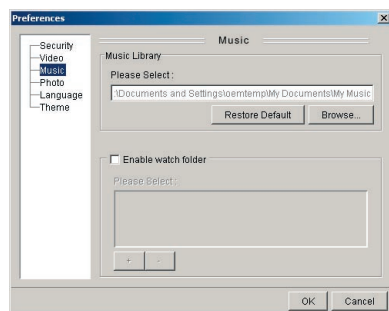 Preferences
Security
Video
Music
Photo
Language
Theme
Music
Music Library
Please Select:
:\Documents and Settings\oemtemp\My Documents\My Music
Restore Default
Browse...
Enable watch folder
Please Select:
+
-
OK
Cancel